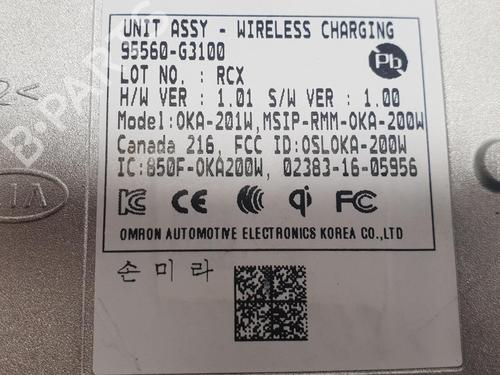 UNIT ASSY - WIRELESS CHARGING
95560-G3100
Pb
LOT NO. : RCX
H/W VER : 1.01 S/W VER : 1.00
Model:OKA-201W,MSIP-RMM-OKA-200W
Canada 216, FCC ID:OSLOKA-200W
IC:850F-OKA200W, 02383-16-05956
CE qi FC
OMRON AUTOMOTIVE ELECTRONICS KOREA CO.,LTD
손미라
2<
B-PARTS